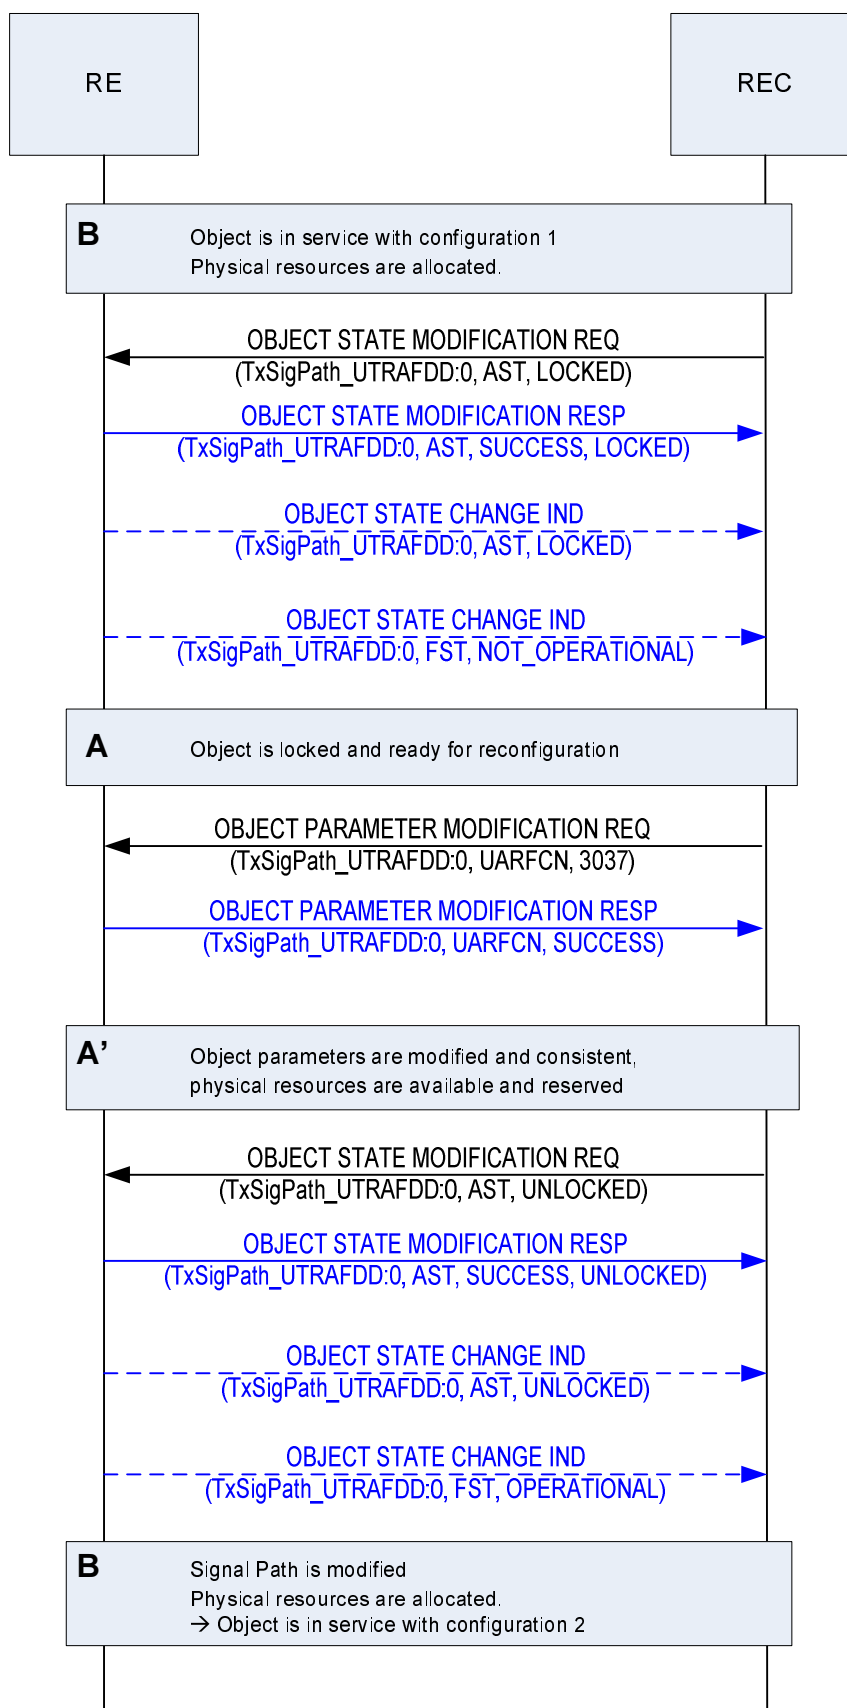 RE
REC
B
Object is in service with configuration 1
Physical resources are allocated.
OBJECT STATE MODIFICATION REQ
(TxSigPath_UTRAFDD:0, AST, LOCKED)
OBJECT STATE MODIFICATION RESP
(TxSigPath_UTRAFDD:0, AST, SUCCESS, LOCKED)
OBJECT STATE CHANGE IND
(TxSigPath_UTRAFDD:0, AST, LOCKED)
OBJECT STATE CHANGE IND
(TxSigPath_UTRAFDD:0, FST, NOT_OPERATIONAL)
A
Object is locked and ready for reconfiguration
OBJECT PARAMETER MODIFICATION REQ
(TxSigPath_UTRAFDD:0, UARFCN, 3037)
OBJECT PARAMETER MODIFICATION RESP
(TxSigPath_UTRAFDD:0, UARFCN, SUCCESS)
A’
Object parameters are modified and consistent,
physical resources are available and reserved
OBJECT STATE MODIFICATION REQ
(TxSigPath_UTRAFDD:0, AST, UNLOCKED)
OBJECT STATE MODIFICATION RESP
(TxSigPath_UTRAFDD:0, AST, SUCCESS, UNLOCKED)
OBJECT STATE CHANGE IND
(TxSigPath_UTRAFDD:0, AST, UNLOCKED)
OBJECT STATE CHANGE IND
(TxSigPath_UTRAFDD:0, FST, OPERATIONAL)
B
Signal Path is modified
Physical resources are allocated.
→ Object is in service with configuration 2